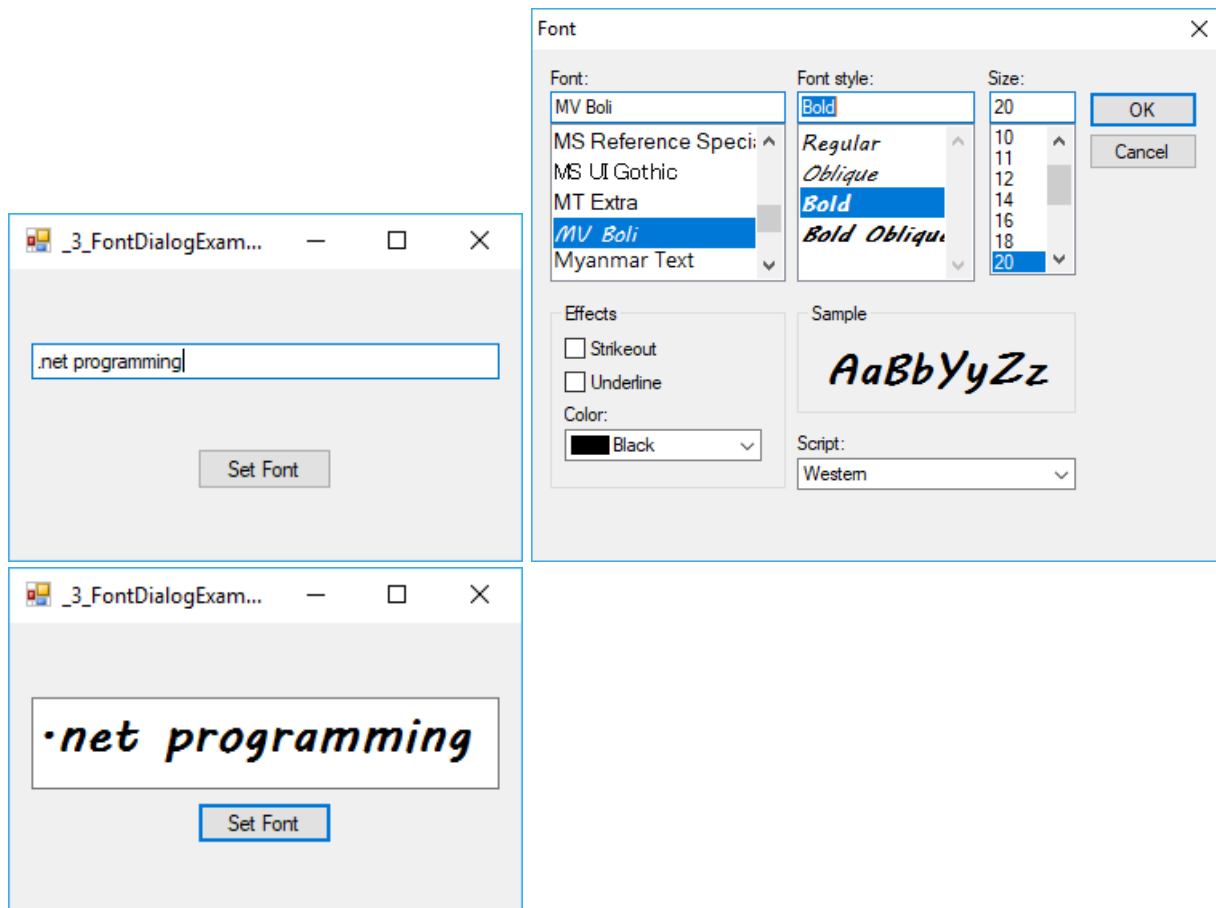 _3_FontDialogExam...
.net programming
Set Font
Font
Font:
MV Boli
MS Reference Speci
MS UI Gothic
MT Extra
MV Boli
Myanmar Text
Font style:
Bold
Regular
Oblique
Bold
Bold Oblique
Size:
20
10
11
12
14
16
18
20
OK
Cancel
Effects
Strikeout
Underline
Color:
Black
Sample
AaBbYyZz
Script:
Western
_3_FontDialogExam...
.net programming
Set Font